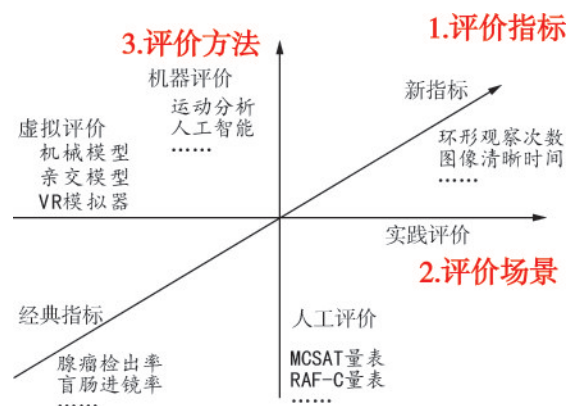 1.评价指标
3.评价方法
机器评价
运动分析
人工智能
……
新指标
环形观察次数
图像清晰时间
……
虚拟评价
机械模型
亲交模型
VR模拟器
实践评价
2.评价场景
经典指标
腺瘤检出率
盲肠进镜率
……
人工评价
MCSAT量表
RAF-C量表
……